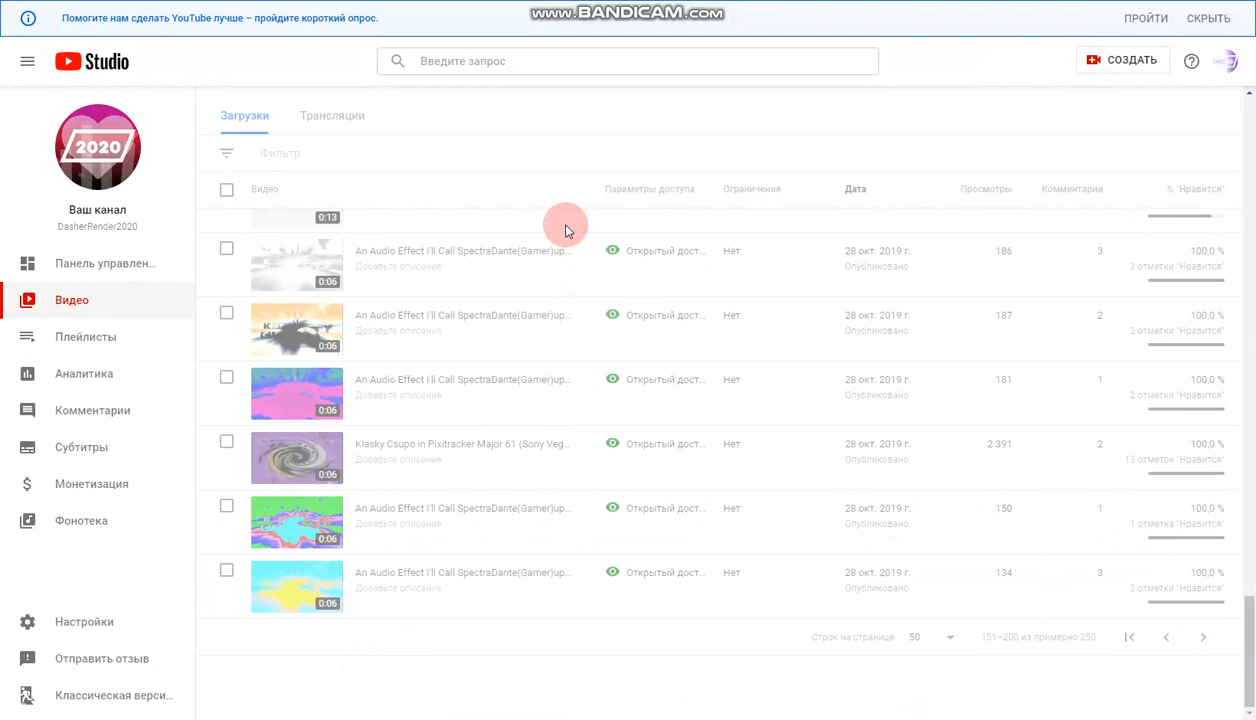 Помогите нам сделать YouTube лучше – пройдите короткий опрос.
www.BANDICAM.com
ПРОЙТИ
СКРЫТЬ
Studio
Введите запрос
СОЗДАТЬ
2020
Ваш канал
DasherRender2020
Панель управлен...
Видео
Плейлисты
Аналитика
Комментарии
Субтитры
Монетизация
Фонотека
Настройки
Отправить отзыв
Классическая верси...
Загрузки
Трансляции
Фильтр
Видео
Параметры доступа
Ограничения
Дата
Просмотры
Комментарии
% "Нравится"
0:13
An Audio Effect I'll Call SpectraDante(Gamer)up...
Открытый дост...
Нет
28 окт. 2019 г.
186
3
100,0 %
0:06
Добавьте описание
Опубликовано
3 отметки "Нравится"
An Audio Effect I'll Call SpectraDante(Gamer)up...
Открытый дост...
Нет
28 окт. 2019 г.
187
2
100,0 %
0:06
Добавьте описание
Опубликовано
2 отметки "Нравится"
An Audio Effect I'll Call SpectraDante(Gamer)up...
Открытый дост...
Нет
28 окт. 2019 г.
181
1
100,0 %
0:06
Добавьте описание
Опубликовано
2 отметки "Нравится"
Klasky Csupo in Pixitracker Major 61 (Sony Veg...
Открытый дост...
Нет
28 окт. 2019 г.
2 391
2
100,0 %
0:06
Добавьте описание
Опубликовано
13 отметок "Нравится"
An Audio Effect I'll Call SpectraDante(Gamer)up...
Открытый дост...
Нет
28 окт. 2019 г.
150
1
100,0 %
0:06
Добавьте описание
Опубликовано
1 отметка "Нравится"
An Audio Effect I'll Call SpectraDante(Gamer)up...
Открытый дост...
Нет
28 окт. 2019 г.
134
3
100,0 %
0:06
Добавьте описание
Опубликовано
2 отметки "Нравится"
Строк на странице: 50
151–200 из примерно 250